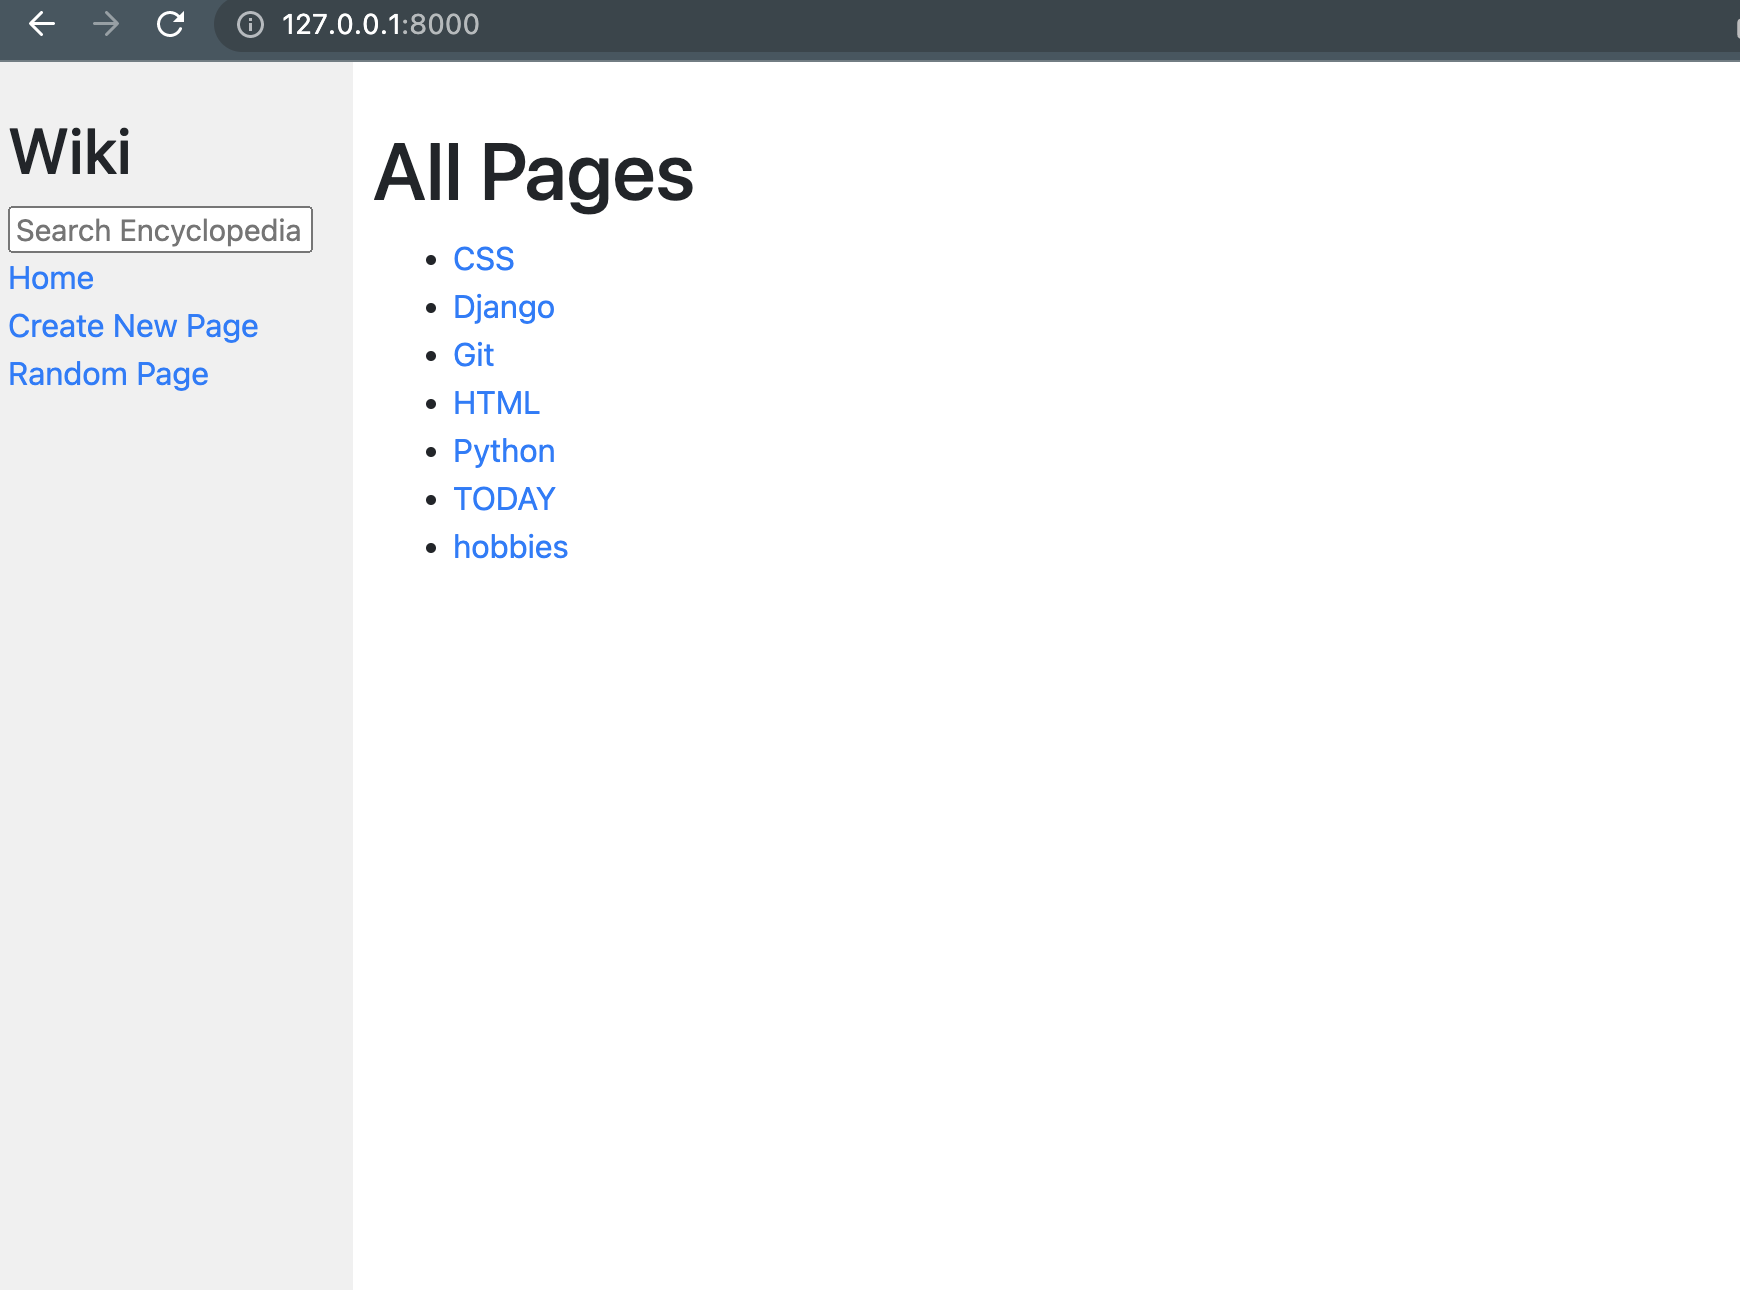 127.0.0.1:8000
Wiki
Search Encyclopedia
Home
Create New Page
Random Page
All Pages
CSS
Django
Git
HTML
Python
TODAY
hobbies